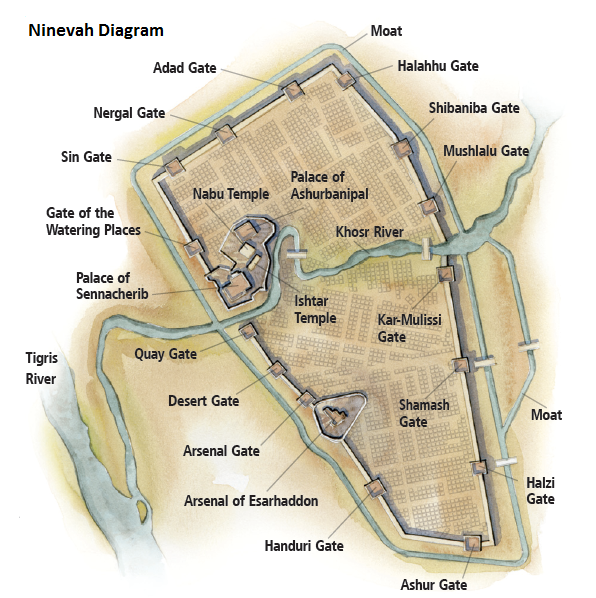 Ninevah Diagram
Moat
Adad Gate
Halahhu Gate
Nergal Gate
Shibaniba Gate
Sin Gate
Mushlalu Gate
Nabu Temple
Palace of
Ashurbanipal
Gate of the
Watering Places
Khosr River
Palace of
Sennacherib
Ishtar
Temple
Kar-Mulissi
Gate
Quay Gate
Tigris
River
Desert Gate
Shamash
Gate
Moat
Arsenal Gate
Arsenal of Esarhaddon
Halzi
Gate
Handuri Gate
Ashur Gate